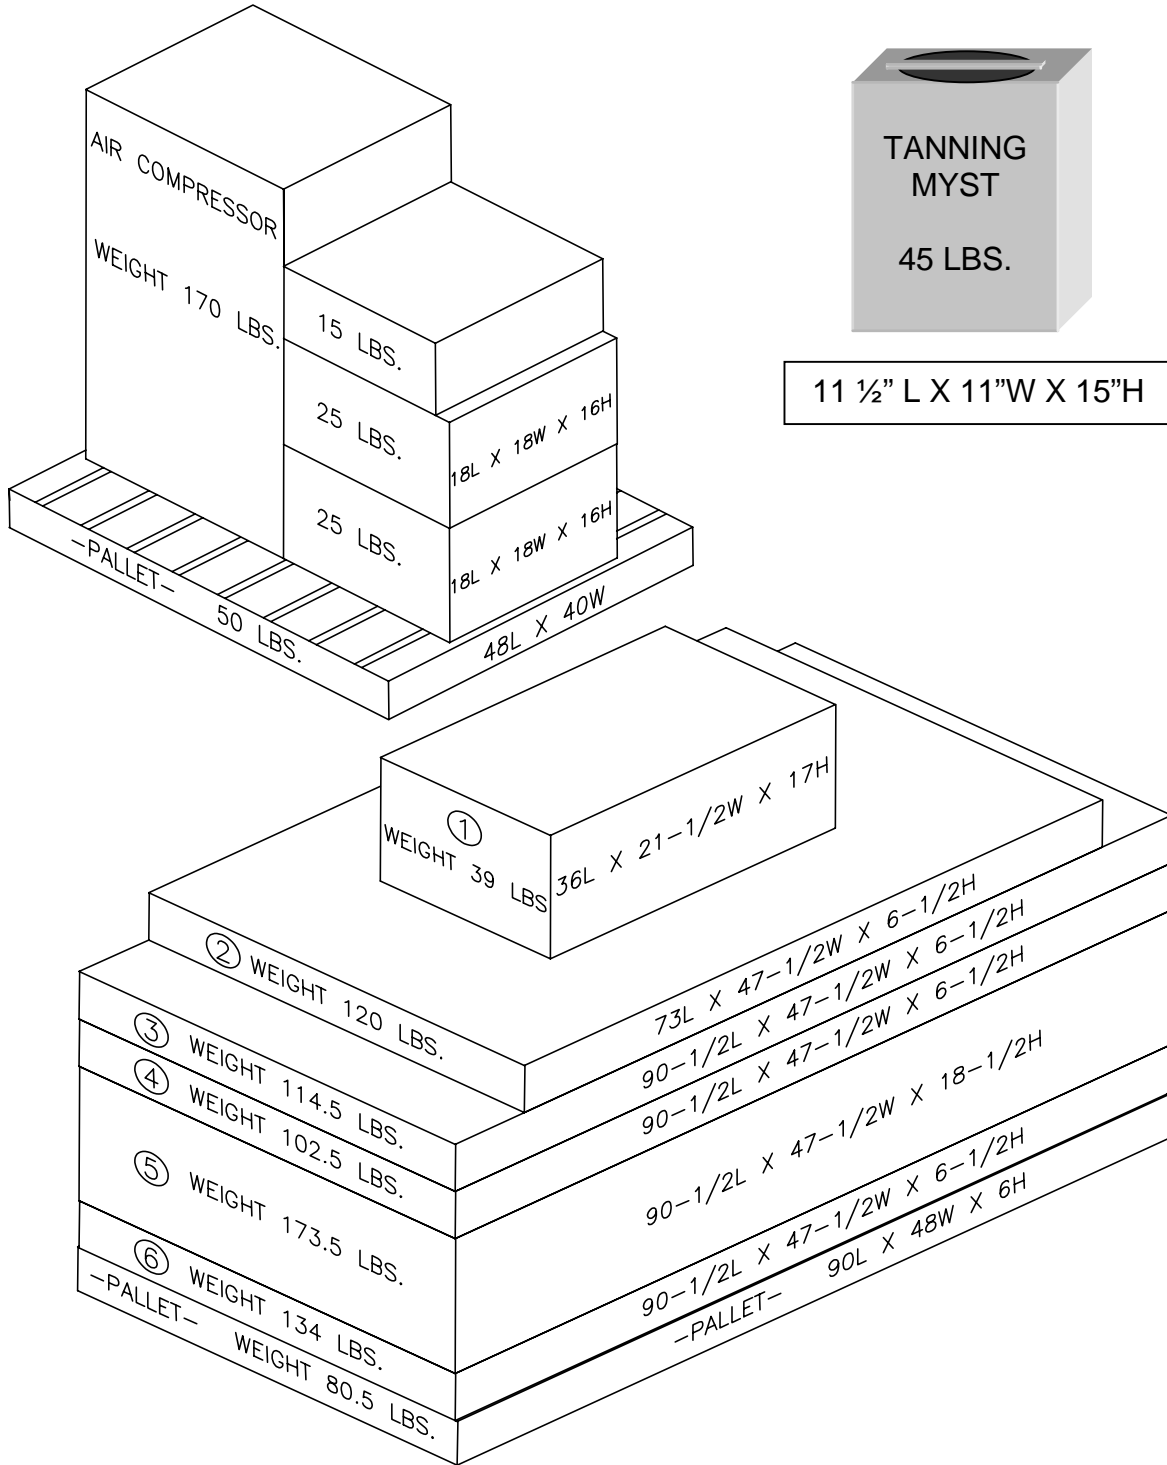 AIR COMPRESSOR
WEIGHT 170 LBS.
15 LBS.
25 LBS.
18L X 18W X 16H
25 LBS.
18L X 18W X 16H
-PALLET- 50 LBS.
48L X 40W
TANNING
MYST
45 LBS.
11 ½” L X 11”W X 15”H
1
WEIGHT 39 LBS
36L X 21-1/2W X 17H
2 WEIGHT 120 LBS.
73L X 47-1/2W X 6-1/2H
3 WEIGHT 114.5 LBS.
90-1/2L X 47-1/2W X 6-1/2H
4 WEIGHT 102.5 LBS.
90-1/2L X 47-1/2W X 6-1/2H
5 WEIGHT 173.5 LBS.
90-1/2L X 47-1/2W X 18-1/2H
6 WEIGHT 134 LBS.
90-1/2L X 47-1/2W X 6-1/2H
-PALLET- WEIGHT 80.5 LBS.
-PALLET- 90L X 48W X 6H